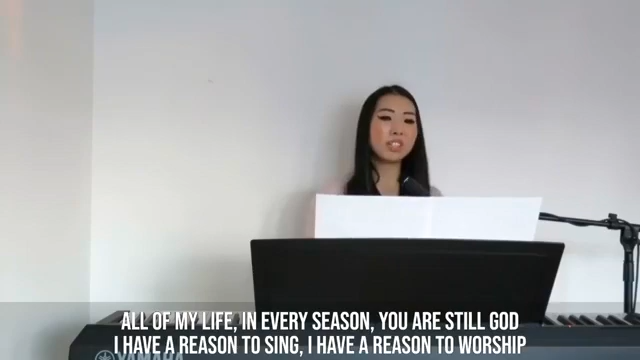 ALL OF MY LIFE, IN EVERY SEASON, YOU ARE STILL GOD
I HAVE A REASON TO SING, I HAVE A REASON TO WORSHIP
YAMAHA